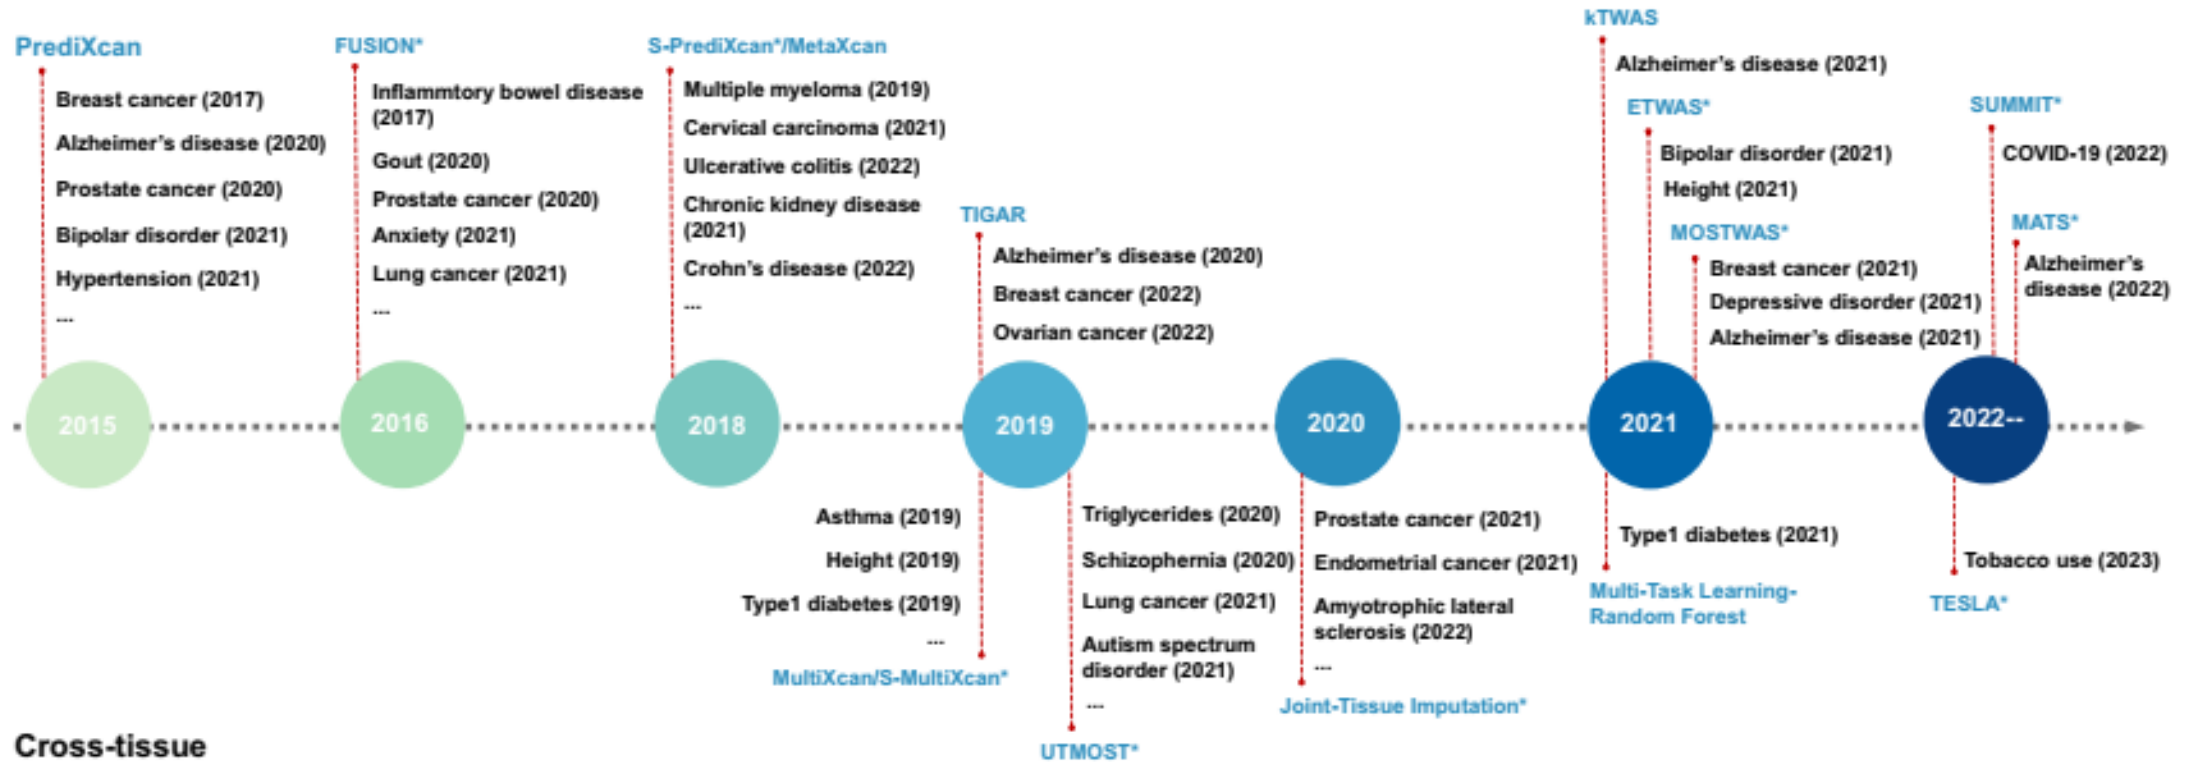 PrediXcan
Breast cancer (2017)
Alzheimer's disease (2020)
Prostate cancer (2020)
Bipolar disorder (2021)
Hypertension (2021)
...
FUSION*
Inflammtory bowel disease
(2017)
Gout (2020)
Prostate cancer (2020)
Anxiety (2021)
Lung cancer (2021)
...
S-PrediXcan*/MetaXcan
Multiple myeloma (2019)
Cervical carcinoma (2021)
Ulcerative colitis (2022)
Chronic kidney disease
(2021)
Crohn's disease (2022)
...
TIGAR
Alzheimer's disease (2020)
Breast cancer (2022)
Ovarian cancer (2022)
kTWAS
Alzheimer's disease (2021)
ETWAS*
Bipolar disorder (2021)
Height (2021)
MOSTWAS*
Breast cancer (2021)
Depressive disorder (2021)
Alzheimer's disease (2021)
SUMMIT*
COVID-19 (2022)
MATS*
Alzheimer's
disease (2022)
2015
2016
2018
2019
2020
2021
2022--
Asthma (2019)
Height (2019)
Type1 diabetes (2019)
...
MultiXcan/S-MultiXcan*
Triglycerides (2020)
Schizophernia (2020)
Lung cancer (2021)
Autism spectrum
disorder (2021)
...
UTMOST*
Prostate cancer (2021)
Endometrial cancer (2021)
Amyotrophic lateral
sclerosis (2022)
...
Joint-Tissue Imputation*
Type1 diabetes (2021)
Multi-Task Learning-
Random Forest
Tobacco use (2023)
TESLA*
Cross-tissue